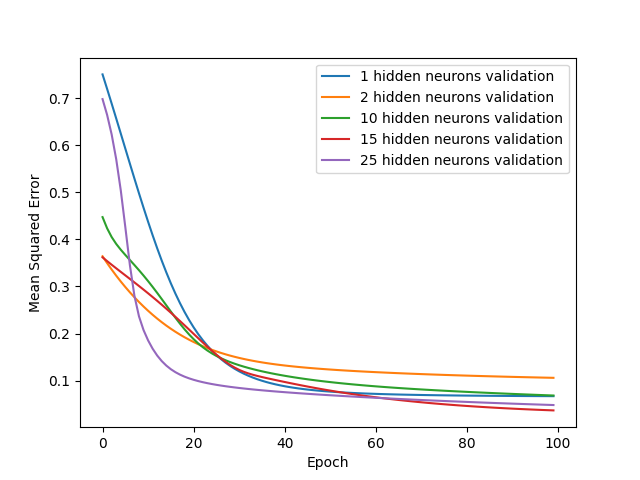 1 hidden neurons validation
2 hidden neurons validation
10 hidden neurons validation
15 hidden neurons validation
25 hidden neurons validation
Mean Squared Error
0.7
0.6
0.5
0.4
0.3
0.2
0.1
0 20 40 60 80 100
Epoch